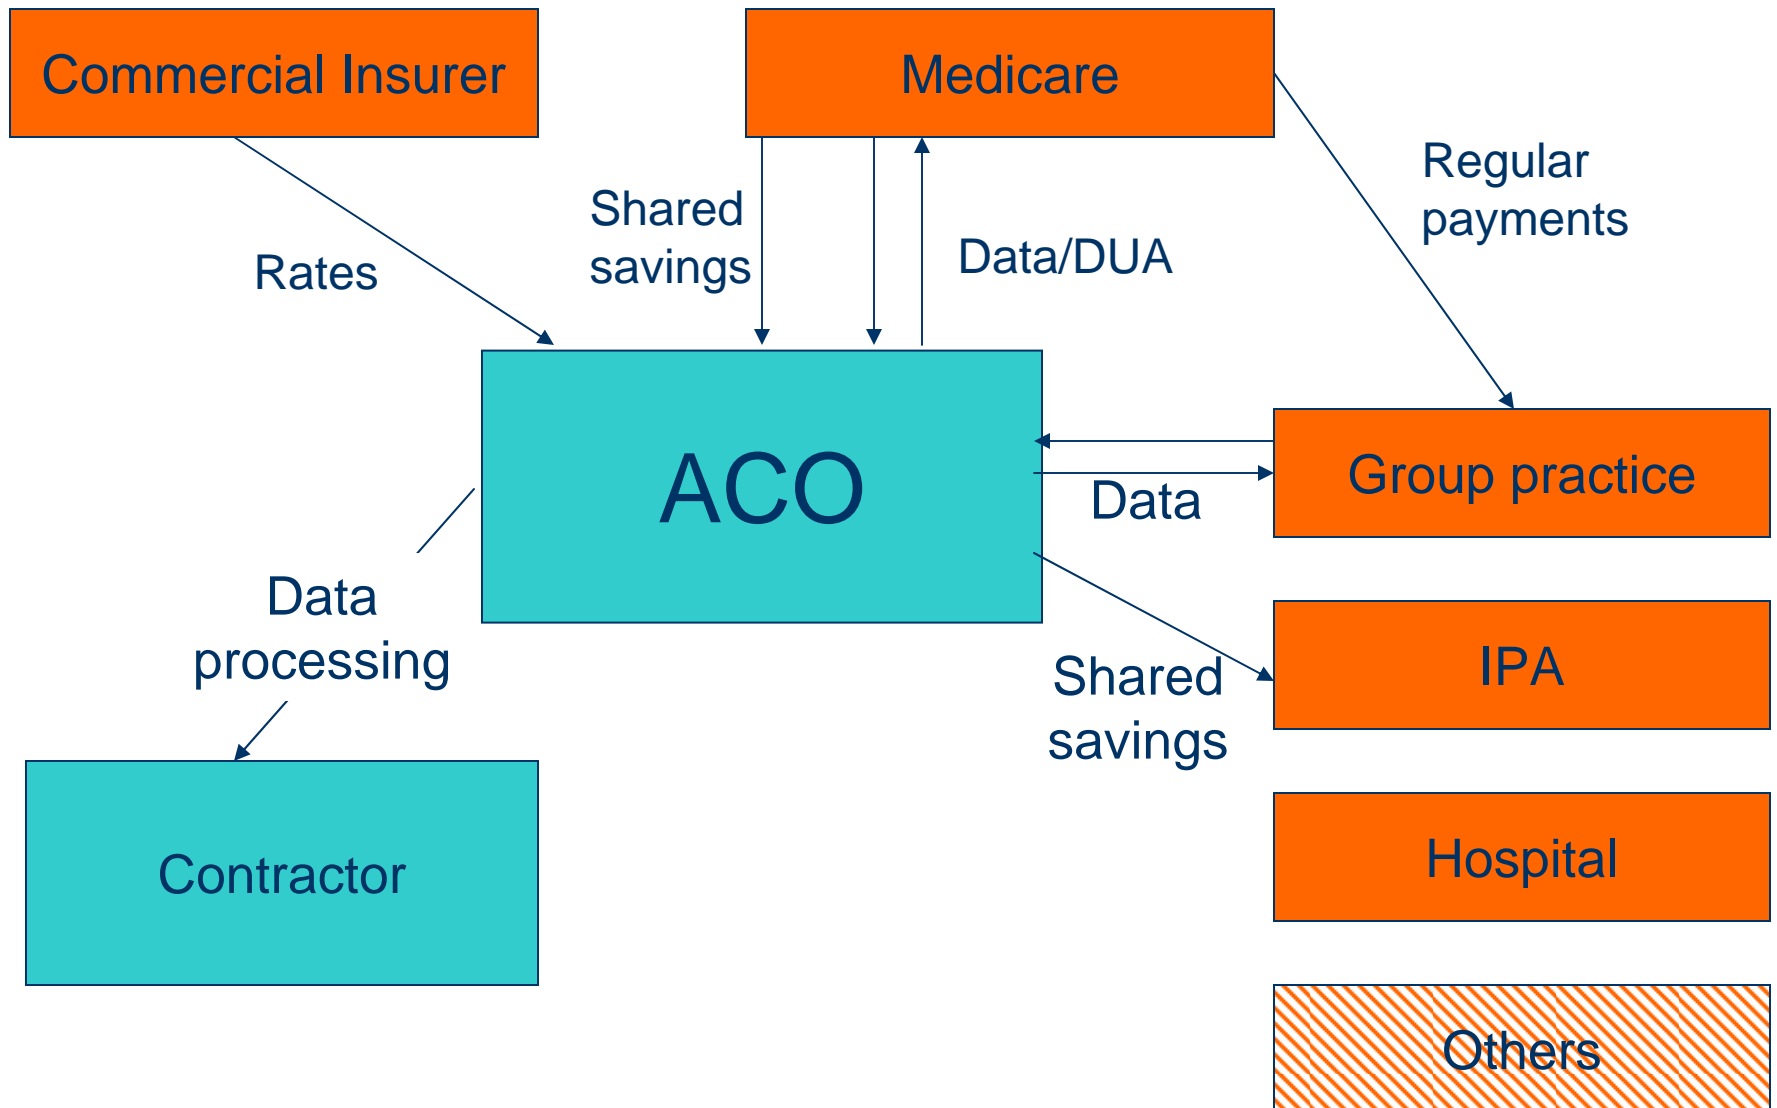 Commercial Insurer
Medicare
Regular
payments
Shared
savings
Data/DUA
Rates
ACO
Group practice
Data
Data
processing
IPA
Shared
savings
Contractor
Hospital
Others